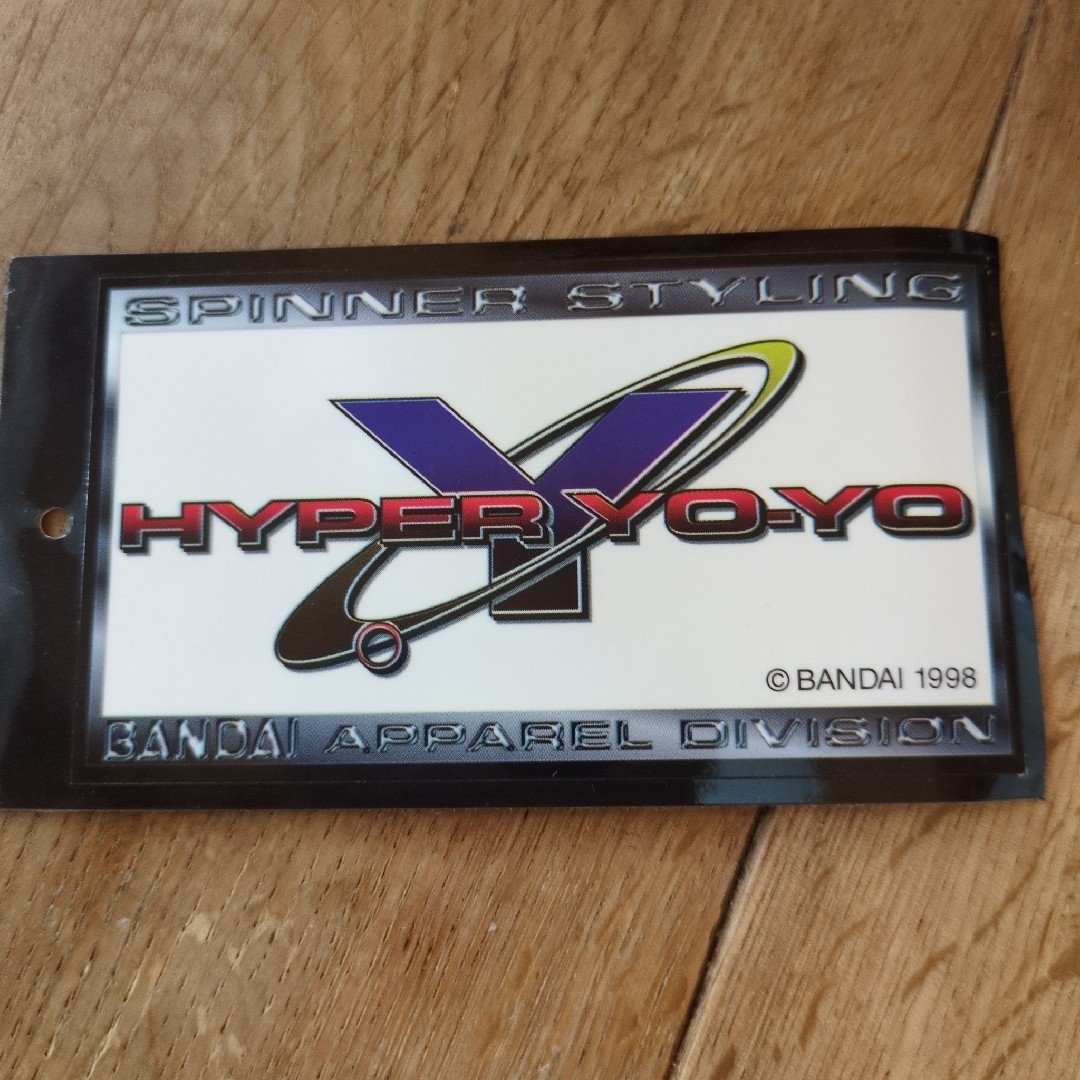 SPINNER STYLING
Y
HYPER YO-YO
© BANDAI 1998
BANDAI APPAREL DIVISION